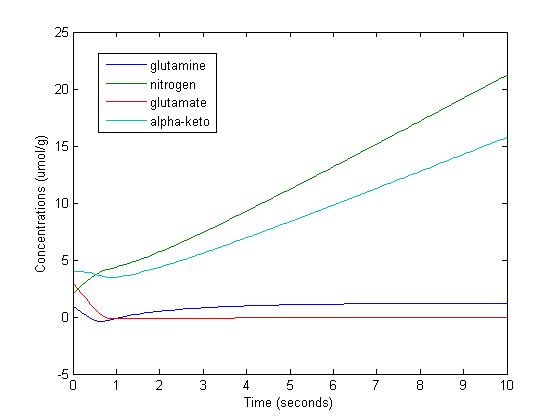 25
20
15
10
5
0
-5
Concentrations (umol/g)
glutamine
nitrogen
glutamate
alpha-keto
0 1 2 3 4 5 6 7 8 9 10
Time (seconds)